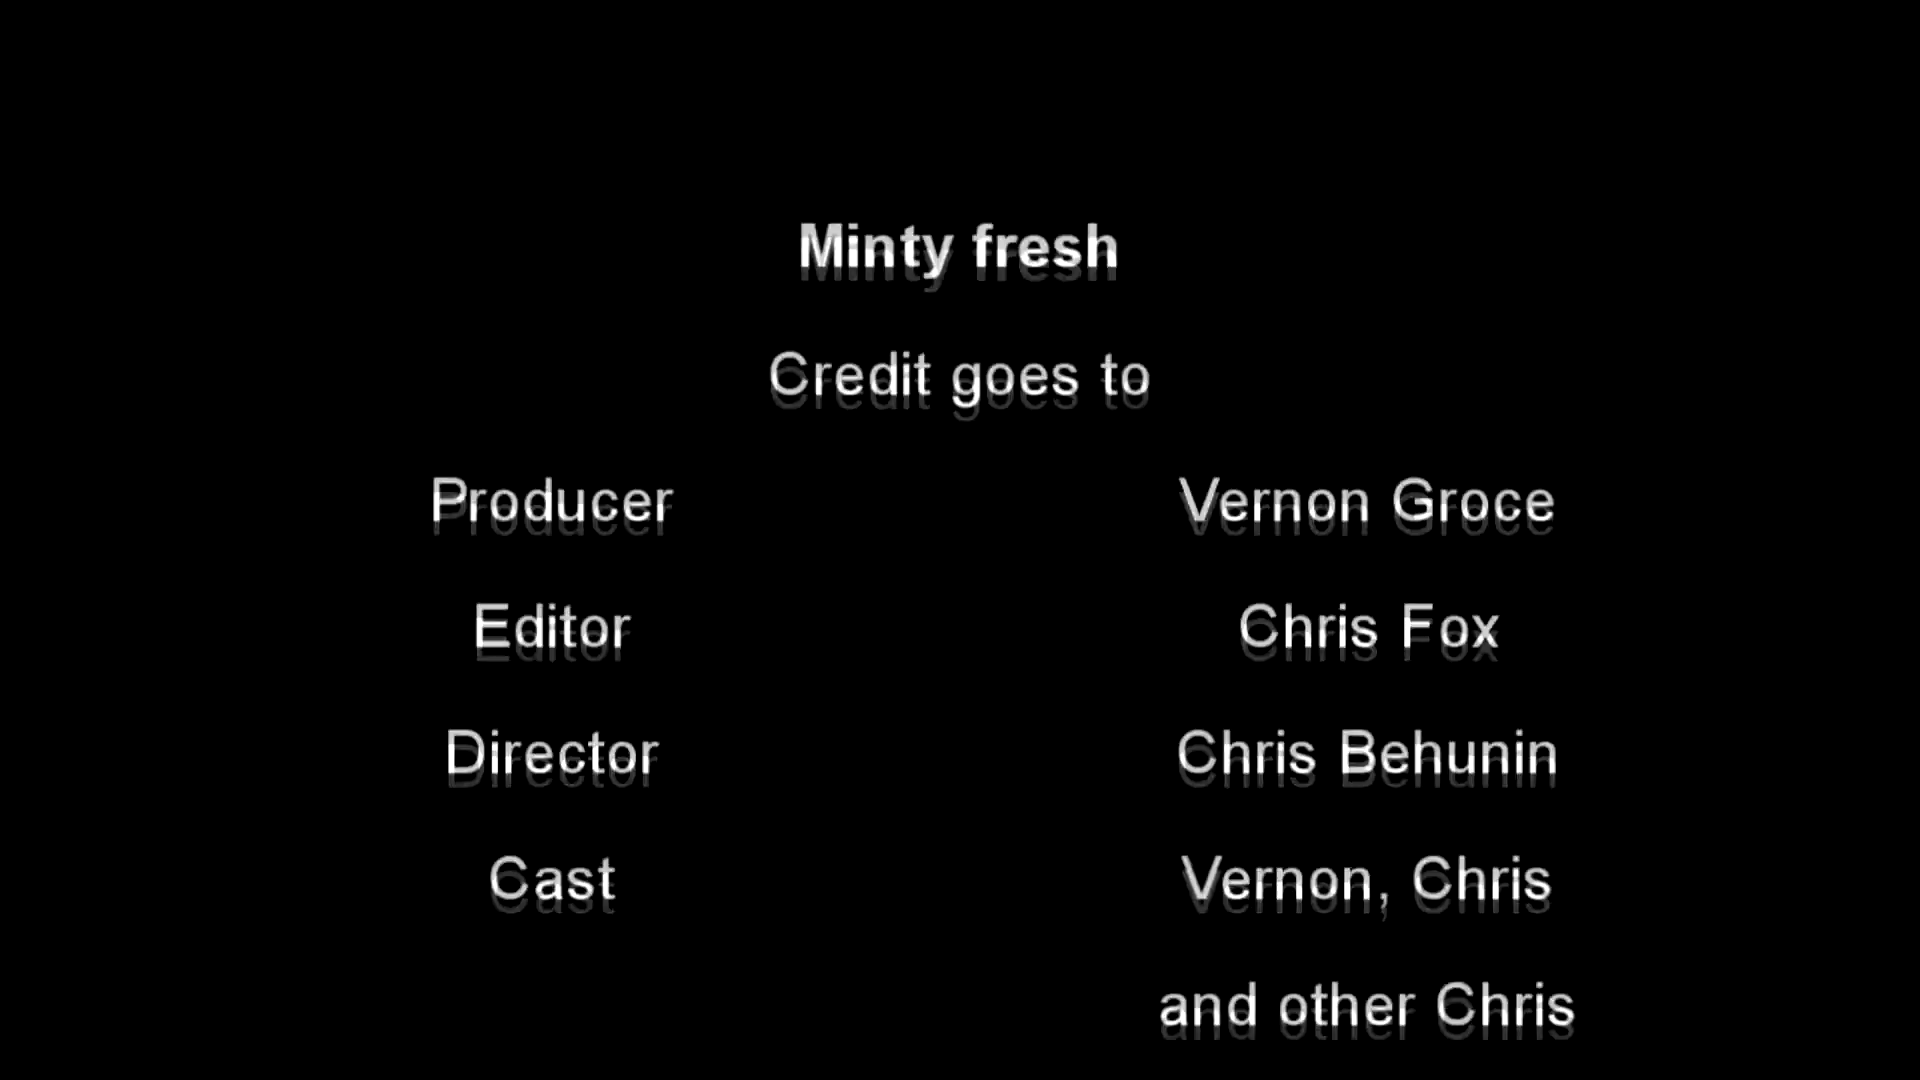 Minty fresh
Credit goes to
Producer Vernon Groce
Editor Chris Fox
Director Chris Behunin
Cast Vernon, Chris
and other Chris